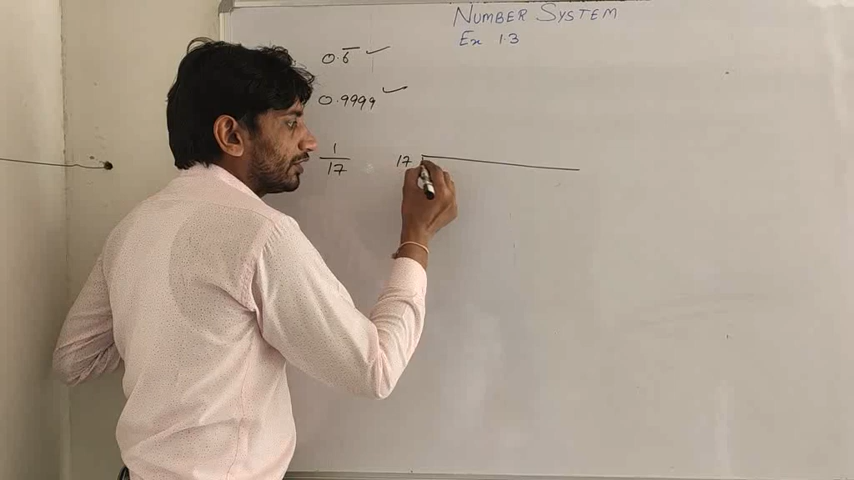 NUMBER SYSTEM
Ex 1.3
0.6̅ ✓
0.9999 ✓
1/17 17